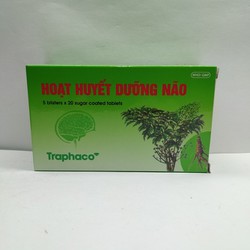 HOẠT HUYẾT DƯỠNG NÃO
5 blisters x 20 sugar coated tablets
Traphaco